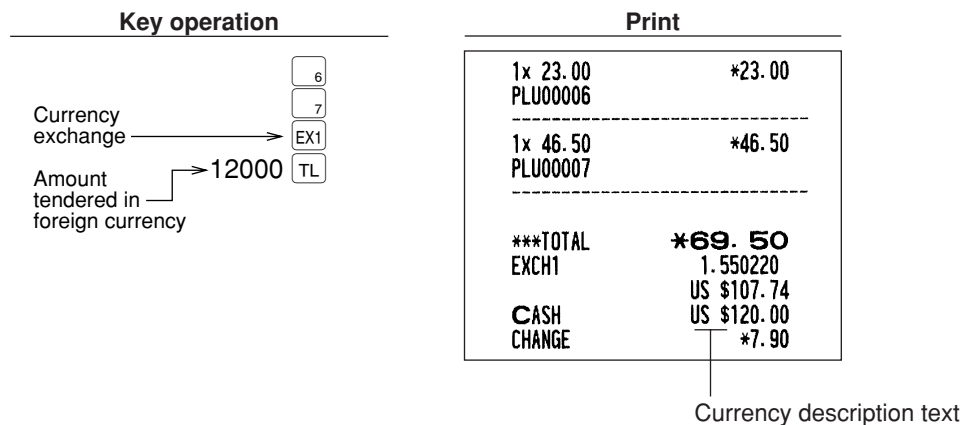 Key operation
6
7
Currency
exchange
EX1
12000 TL
Amount
tendered in
foreign currency
Print
1x 23.00 *23.00
PLU00006
1x 46.50 *46.50
PLU00007
***TOTAL *69.50
EXCH1 1.550220
US $107.74
CASH US $120.00
CHANGE *7.90
Currency description text